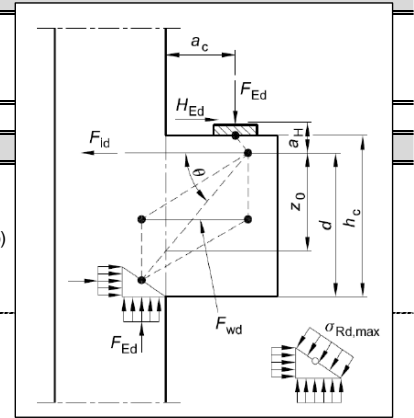 a_c
F_Ed
H_Ed
a_H
F_td
θ
z_0
d
h_c
)
F_wd
F_Ed
σ_Rd,max